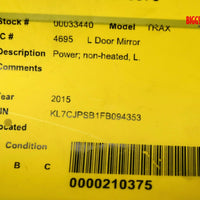 BIGGS
Stock # 00033440 Model TRAX
C # 4695 L Door Mirror
Description Power; non-heated, L.
Comments
Year 2015
IN KL7CJPSB1FB094353
ocated
Condition
B C
0000210375